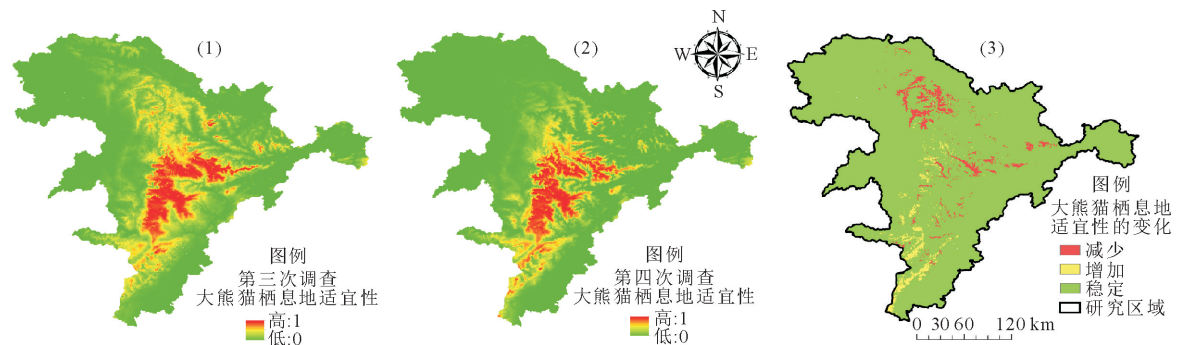 (1)
图例
第三次调查
大熊猫栖息地适宜性
高:1
低:0
(2)
图例
第四次调查
大熊猫栖息地适宜性
高:1
低:0
N
W
E
S
(3)
图例
大熊猫栖息地
适宜性的变化
减少
增加
稳定
研究区域
0 30 60 120 km